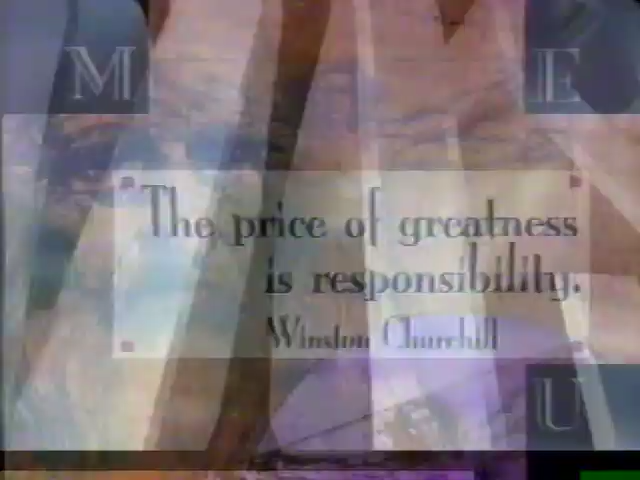 M E
The price of greatness
is responsibility.
Winston Churchill
U